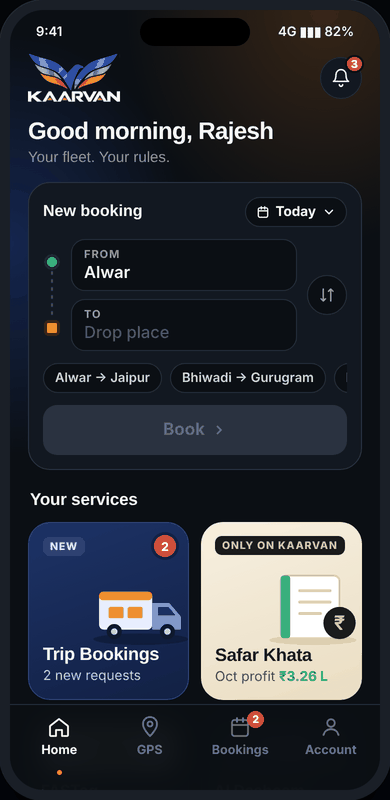 9:41
4G 82%
KAARVAN
3
Good morning, Rajesh
Your fleet. Your rules.
New booking
Today
FROM
Alwar
TO
Drop place
Alwar → Jaipur
Bhiwadi → Gurugram
Book
Your services
NEW
2
Trip Bookings
2 new requests
ONLY ON KAARVAN
₹
Safar Khata
Oct profit ₹3.26 L
Home
GPS
2
Bookings
Account